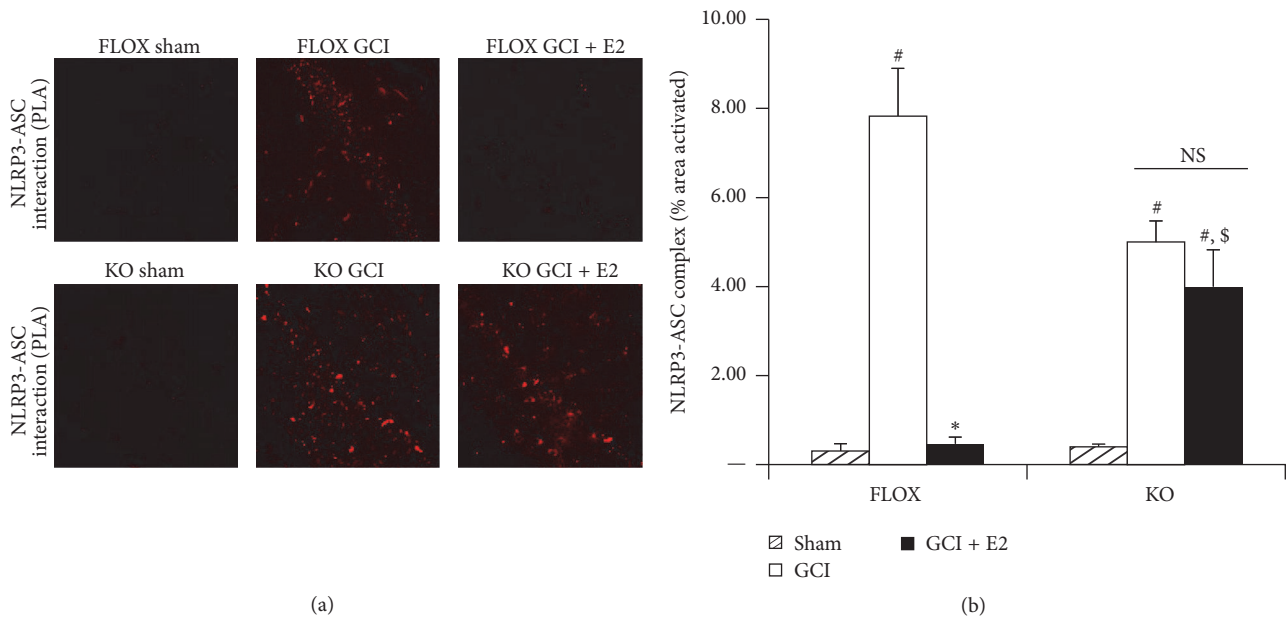 FLOX sham FLOX GCI FLOX GCI + E2
NLRP3-ASC
interaction (PLA)
KO sham KO GCI KO GCI + E2
NLRP3-ASC
interaction (PLA)
(a)
NLRP3-ASC complex (% area activated)
10.00
8.00
6.00
4.00
2.00
—
#
*
NS
#
#, $
FLOX KO
Sham GCI + E2
GCI
(b)